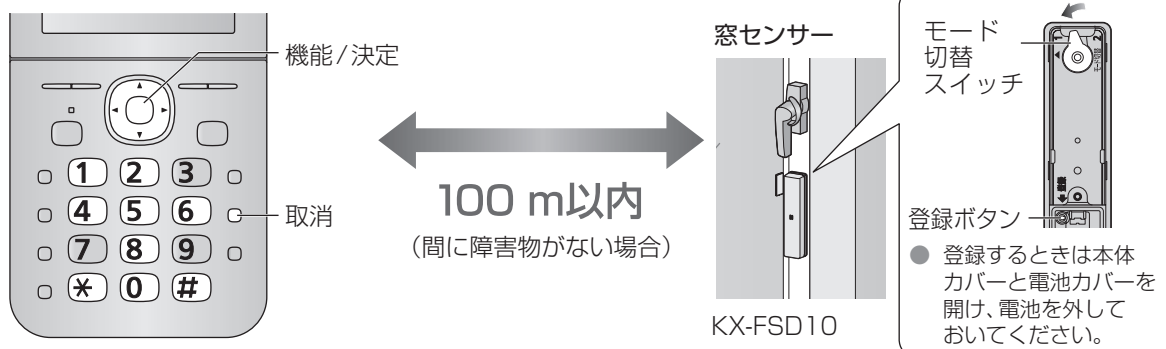 機能/決定
1 2 3
4 5 6
取消
7 8 9
* 0 #
100 m以内
(間に障害物がない場合)
窓センサー
KX-FSD10
モード
切替
スイッチ
1
2
登録ボタン
● 登録するときは本体
カバーと電池カバーを
開け、電池を外して
おいてください。